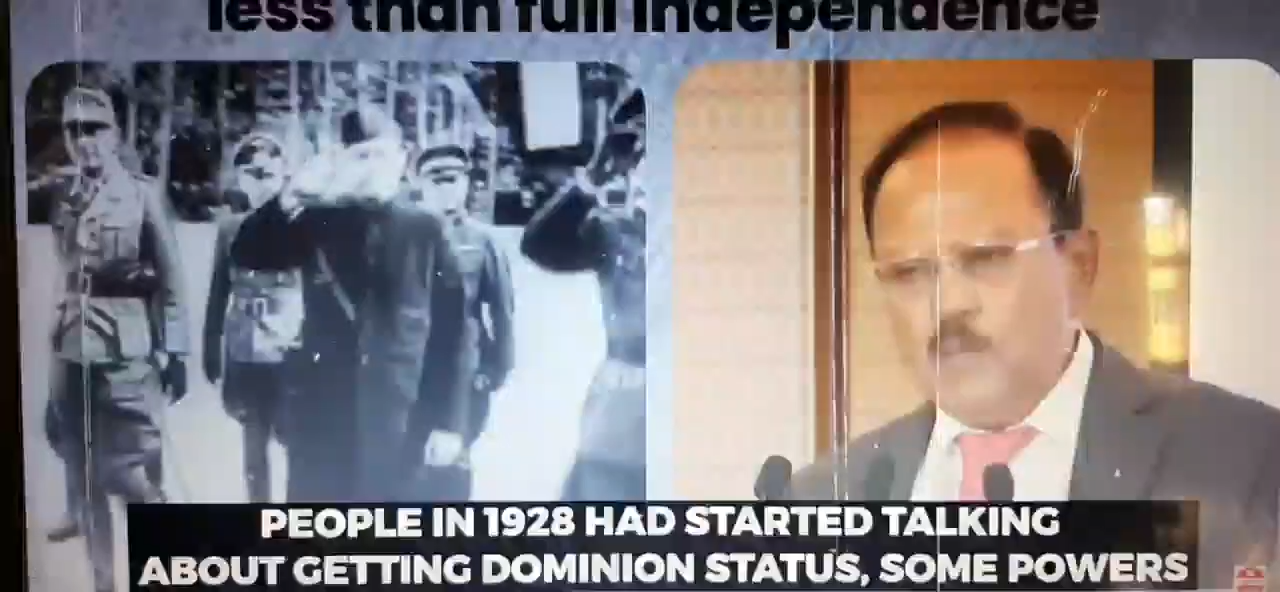 less than full independence
PEOPLE IN 1928 HAD STARTED TALKING
ABOUT GETTING DOMINION STATUS, SOME POWERS